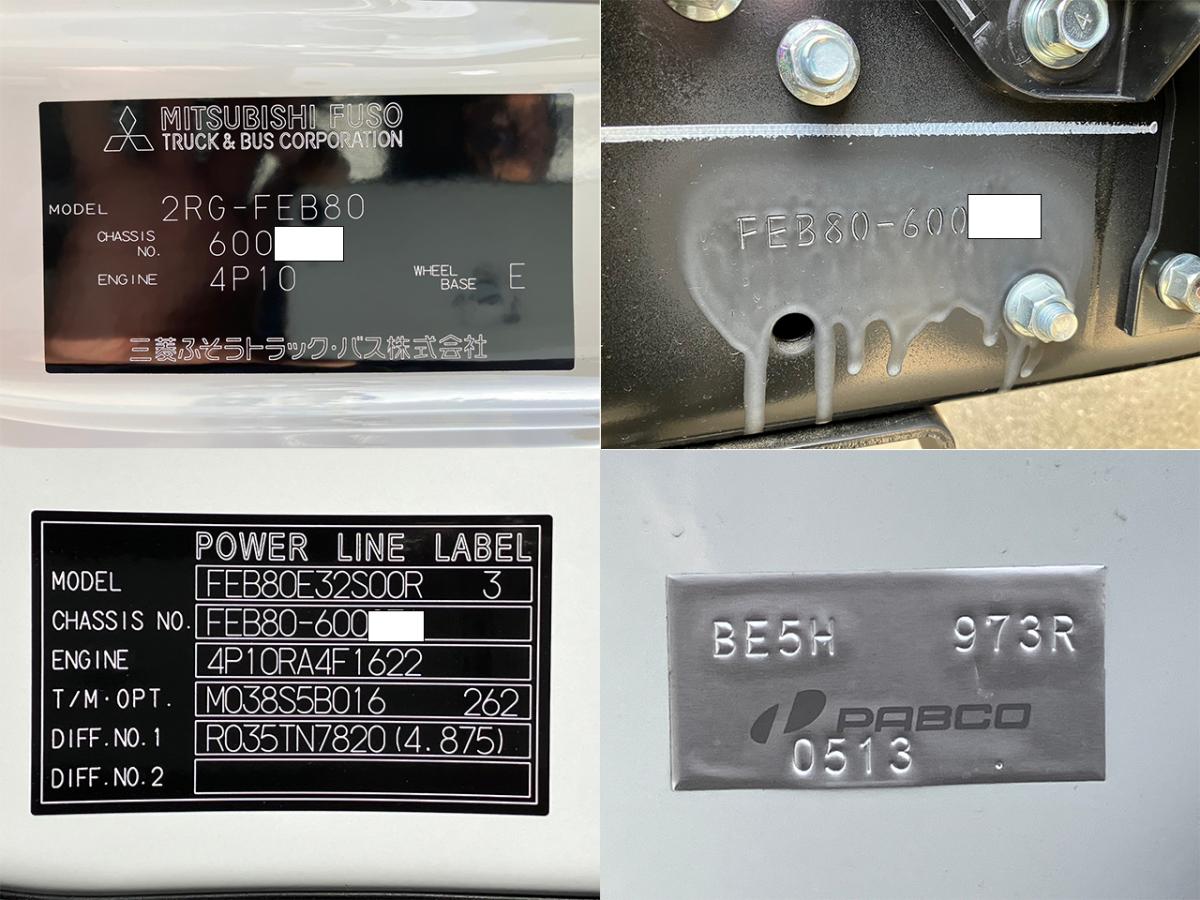 MITSUBISHI FUSO
TRUCK & BUS CORPORATION
MODEL 2RG-FEB80
CHASSIS NO. 600
ENGINE 4P10 WHEEL BASE E
三菱ふそうトラック・バス株式会社
4
FEB80-600
POWER LINE LABEL
MODEL FEB80E32S00R 3
CHASSIS NO. FEB80-600
ENGINE 4P10RA4F1622
T/M・OPT. M038S5B016 262
DIFF.NO.1 R035TN7820(4.875)
DIFF.NO.2
BE5H 973R
PABCO
0513